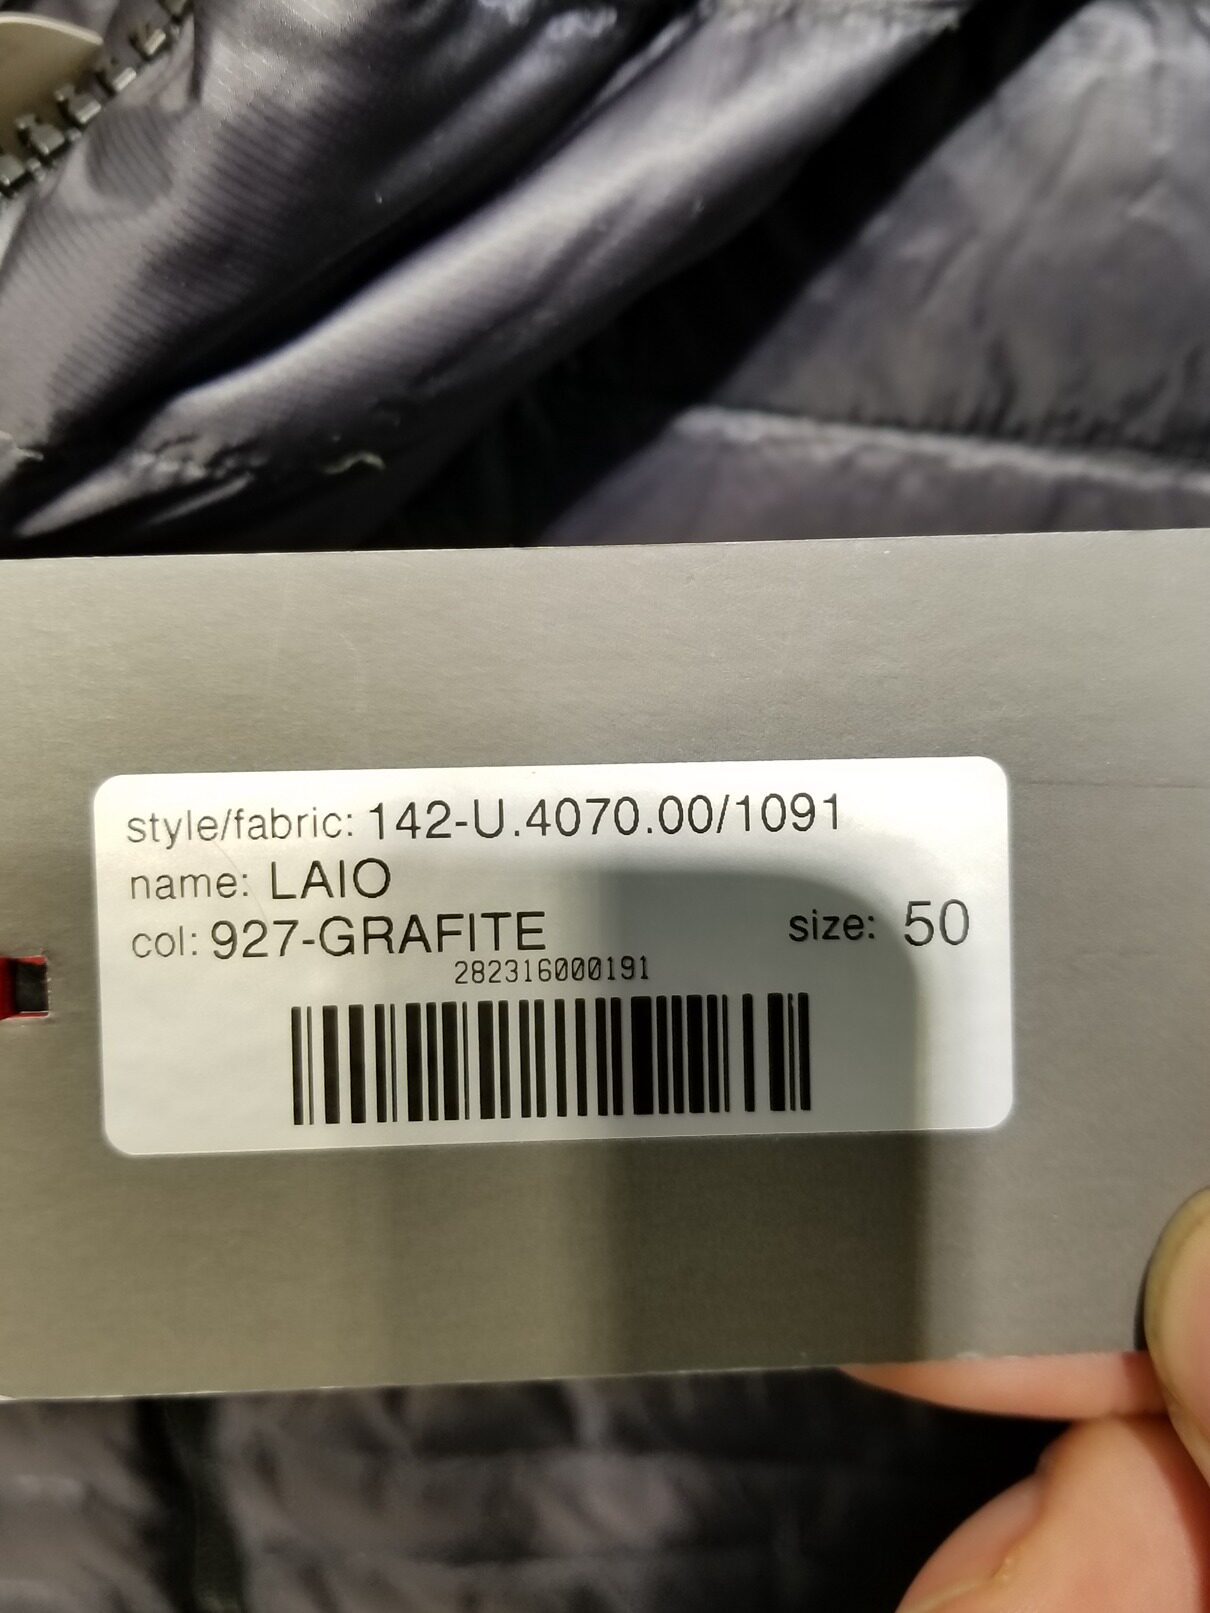 style/fabric: 142-U.4070.00/1091
name: LAIO
col: 927-GRAFITE size: 50
282316000191